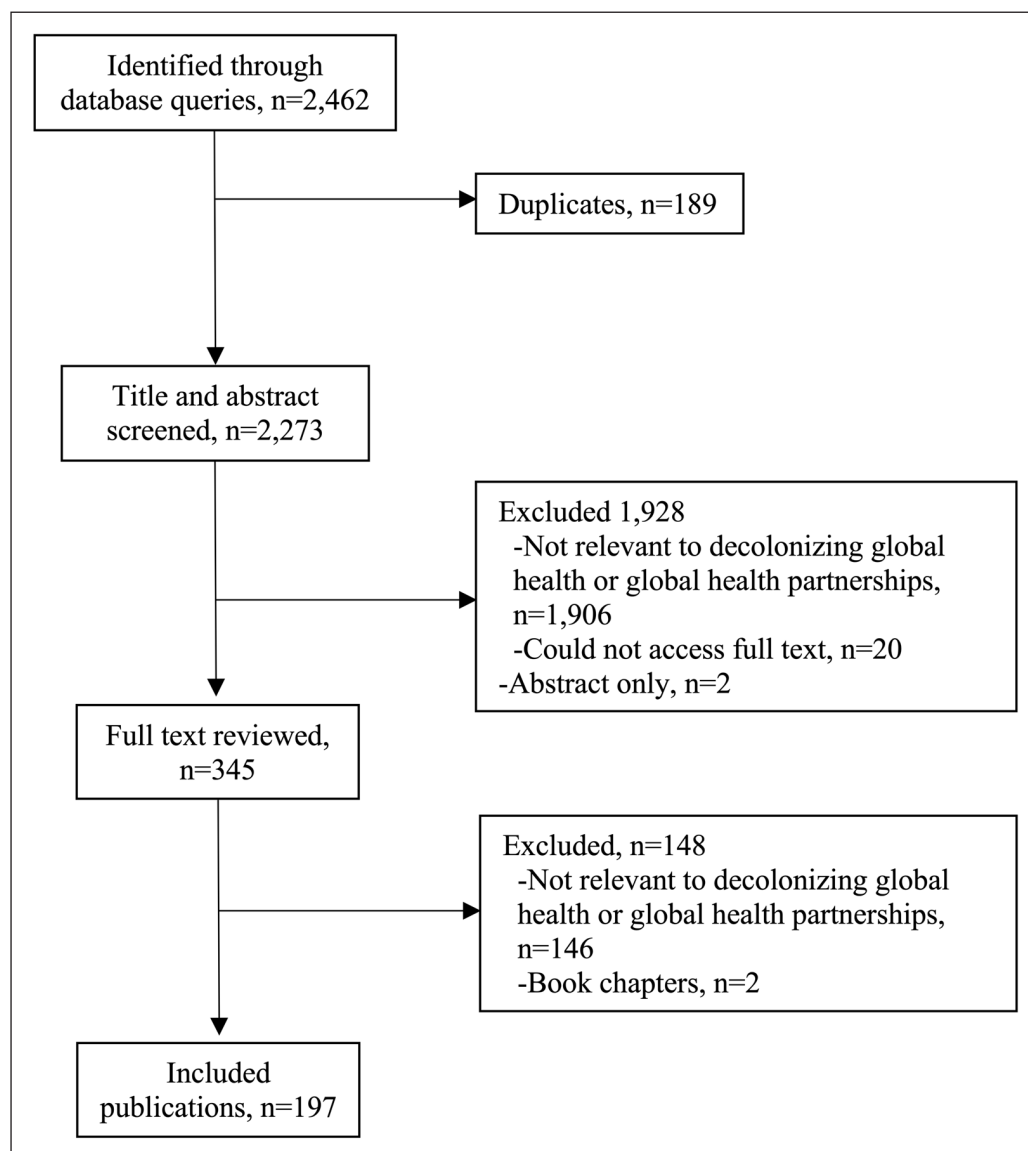 Identified through
database queries, n=2,462
Duplicates, n=189
Title and abstract
screened, n=2,273
Excluded 1,928
-Not relevant to decolonizing global
health or global health partnerships,
n=1,906
-Could not access full text, n=20
-Abstract only, n=2
Full text reviewed,
n=345
Excluded, n=148
-Not relevant to decolonizing global
health or global health partnerships,
n=146
-Book chapters, n=2
Included
publications, n=197